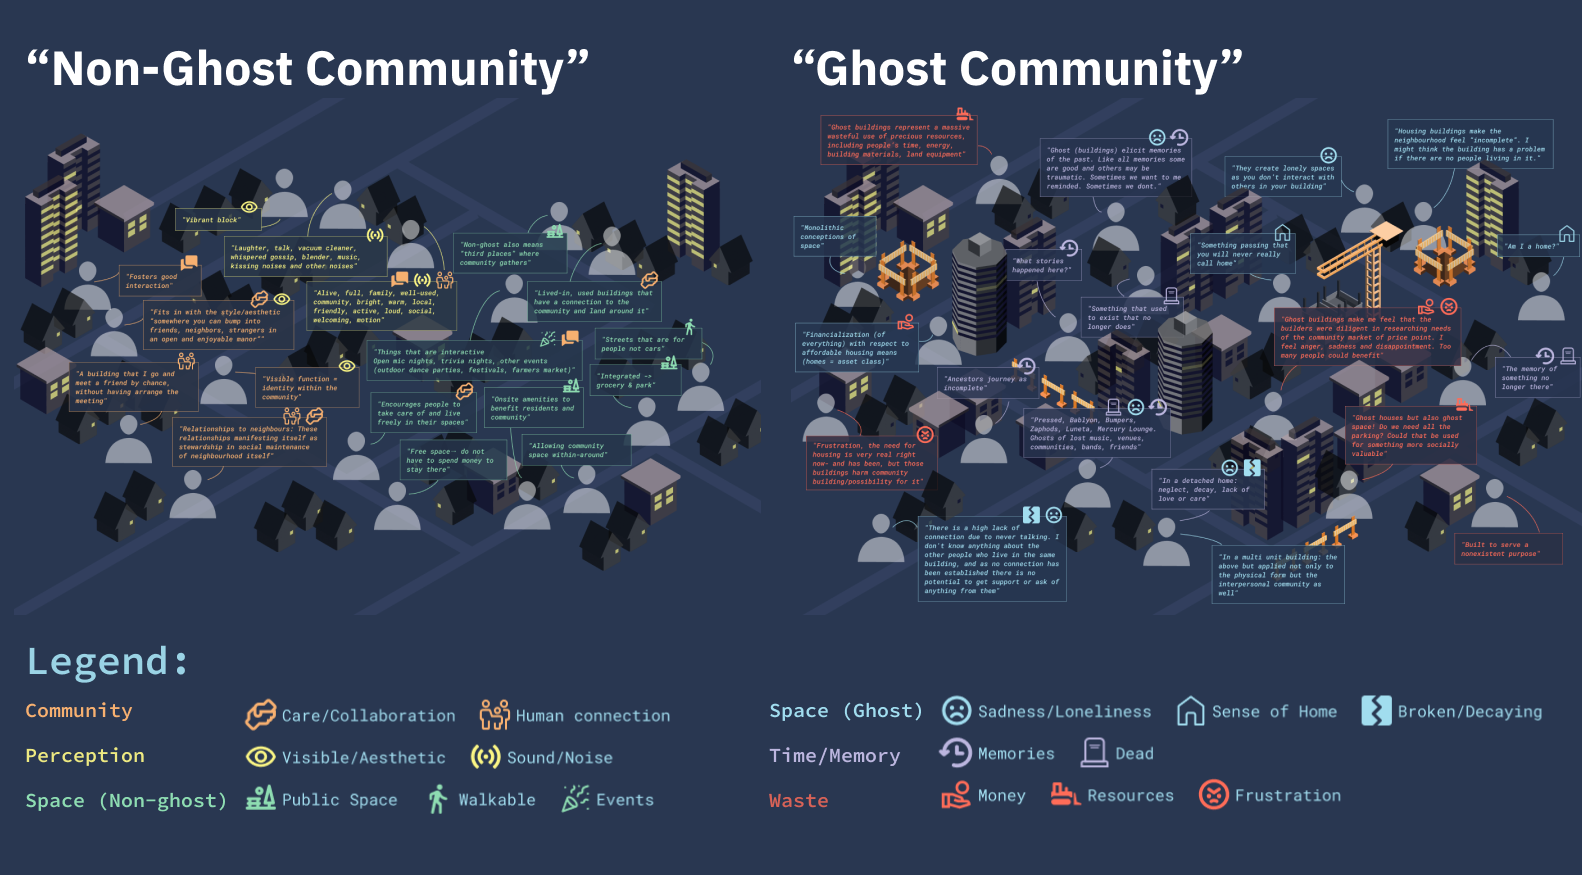 “Non-Ghost Community”
"Vibrant block"
"Laughter, talk, vacuum cleaner,
whispered gossip, blender, music,
kissing noises and other noises"
"Non-ghost also means
"third places" where
community gathers"
"Fosters good
interaction"
"Alive, full, family, well-used,
community, bright, warm, local,
friendly, active, loud, social,
welcoming, motion"
"Lived-in, used buildings that
have a connection to the
community and land around it"
"Fits in with the style/aesthetic
"somewhere you can bump into
friends, neighbors, strangers in
an open and enjoyable manor""
"Streets that are for
people not cars"
"Things that are interactive
Open mic nights, trivia nights, other events
(outdoor dance parties, festivals, farmers market)"
"A building that I go and
meet a friend by chance,
without having arrange the
meeting"
"Visible function =
identity within the
community"
"Integrated ->
grocery & park"
"Encourages people to
take care of and live
freely in their spaces"
"Onsite amenities to
benefit residents and
community"
"Relationships to neighbours: These
relationships manifesting itself as
stewardship in social maintenance
of neighborhood itself"
"Free space-- do not
have to spend money to
stay there"
"Allowing community
space within-around"
“Ghost Community”
"Ghost buildings represent a massive
wasteful use of precious resources,
including people's time, energy,
building materials, land equipment"
"Ghost (buildings) elicit memories
of the past. Like all memories some
are good and others may be
traumatic. Sometimes we want to be
reminded. Sometimes we dont."
"They create lonely spaces
as you don't interact with
others in your building"
"Housing buildings make the
neighbourhood feel "incomplete". I
might think the building has a problem
if there are no people living in it."
"Monolithic
conceptions of
space"
"What stories
happened here?"
"Something passing that
you will never really
call home"
"Am I a home?"
"Something that used
to exist that no
longer does"
"Financialization (of
everything) with respect to
affordable housing means
(homes = asset class)"
"Ghost buildings make me feel that the
builders were diligent in researching needs
of the community market of price point. I
feel anger, sadness and disappointment. Too
many people could benefit"
"The memory of
something no
longer there"
"Ancestors journey as
incomplete"
"Pressed, Bablyon, Bumpers,
Zaphods, Luneta, Mercury Lounge.
Ghosts of lost music, venues,
communities, bands, friends"
"Ghost houses but also ghost
space! Do we need all the
parking? Could that be used
for something more socially
valuable"
"Frustration, the need for
housing is very real right
now- and has been, but those
buildings harm community
building/possibility for it"
"In a detached home:
neglect, decay, lack of
love or care"
"There is a high lack of
connection due to never talking. I
don't know anything about the
other people who live in the same
building, and as no connection has
been established there is no
potential to get support or ask of
anything from them"
"In a multi unit building: the
above but applied not only to
the physical form but the
interpersonal community as
well"
"Built to serve a
nonexistent purpose"
Legend:
Community
Care/Collaboration
Human connection
Perception
Visible/Aesthetic
Sound/Noise
Space (Non-ghost)
Public Space
Walkable
Events
Space (Ghost)
Sadness/Loneliness
Sense of Home
Broken/Decaying
Time/Memory
Memories
Dead
Waste
Money
Resources
Frustration